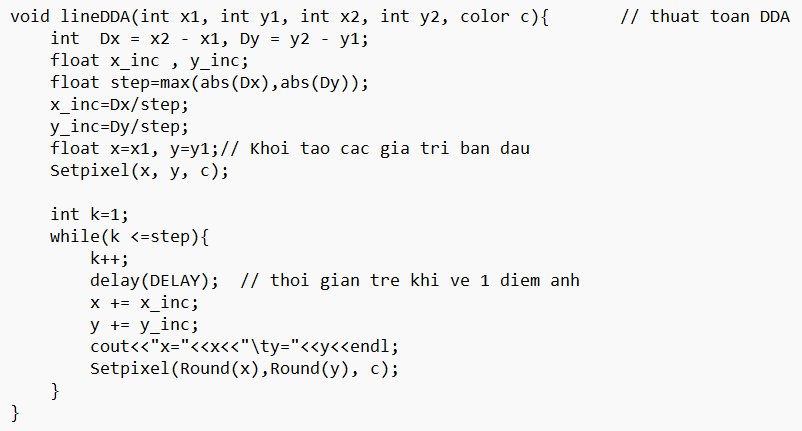 void lineDDA(int x1, int y1, int x2, int y2, color c){       // thuat toan DDA
    int  Dx = x2 - x1, Dy = y2 - y1;
    float x_inc , y_inc;
    float step=max(abs(Dx),abs(Dy));
    x_inc=Dx/step;
    y_inc=Dy/step;
    float x=x1, y=y1;// Khoi tao cac gia tri ban dau
    Setpixel(x, y, c);
    int k=1;
    while(k <=step){
        k++;
        delay(DELAY);  // thoi gian tre khi ve 1 diem anh
        x += x_inc;
        y += y_inc;
        cout<<"x="<<x<<"\ty="<<y<<endl;
        Setpixel(Round(x),Round(y), c);
    }
}